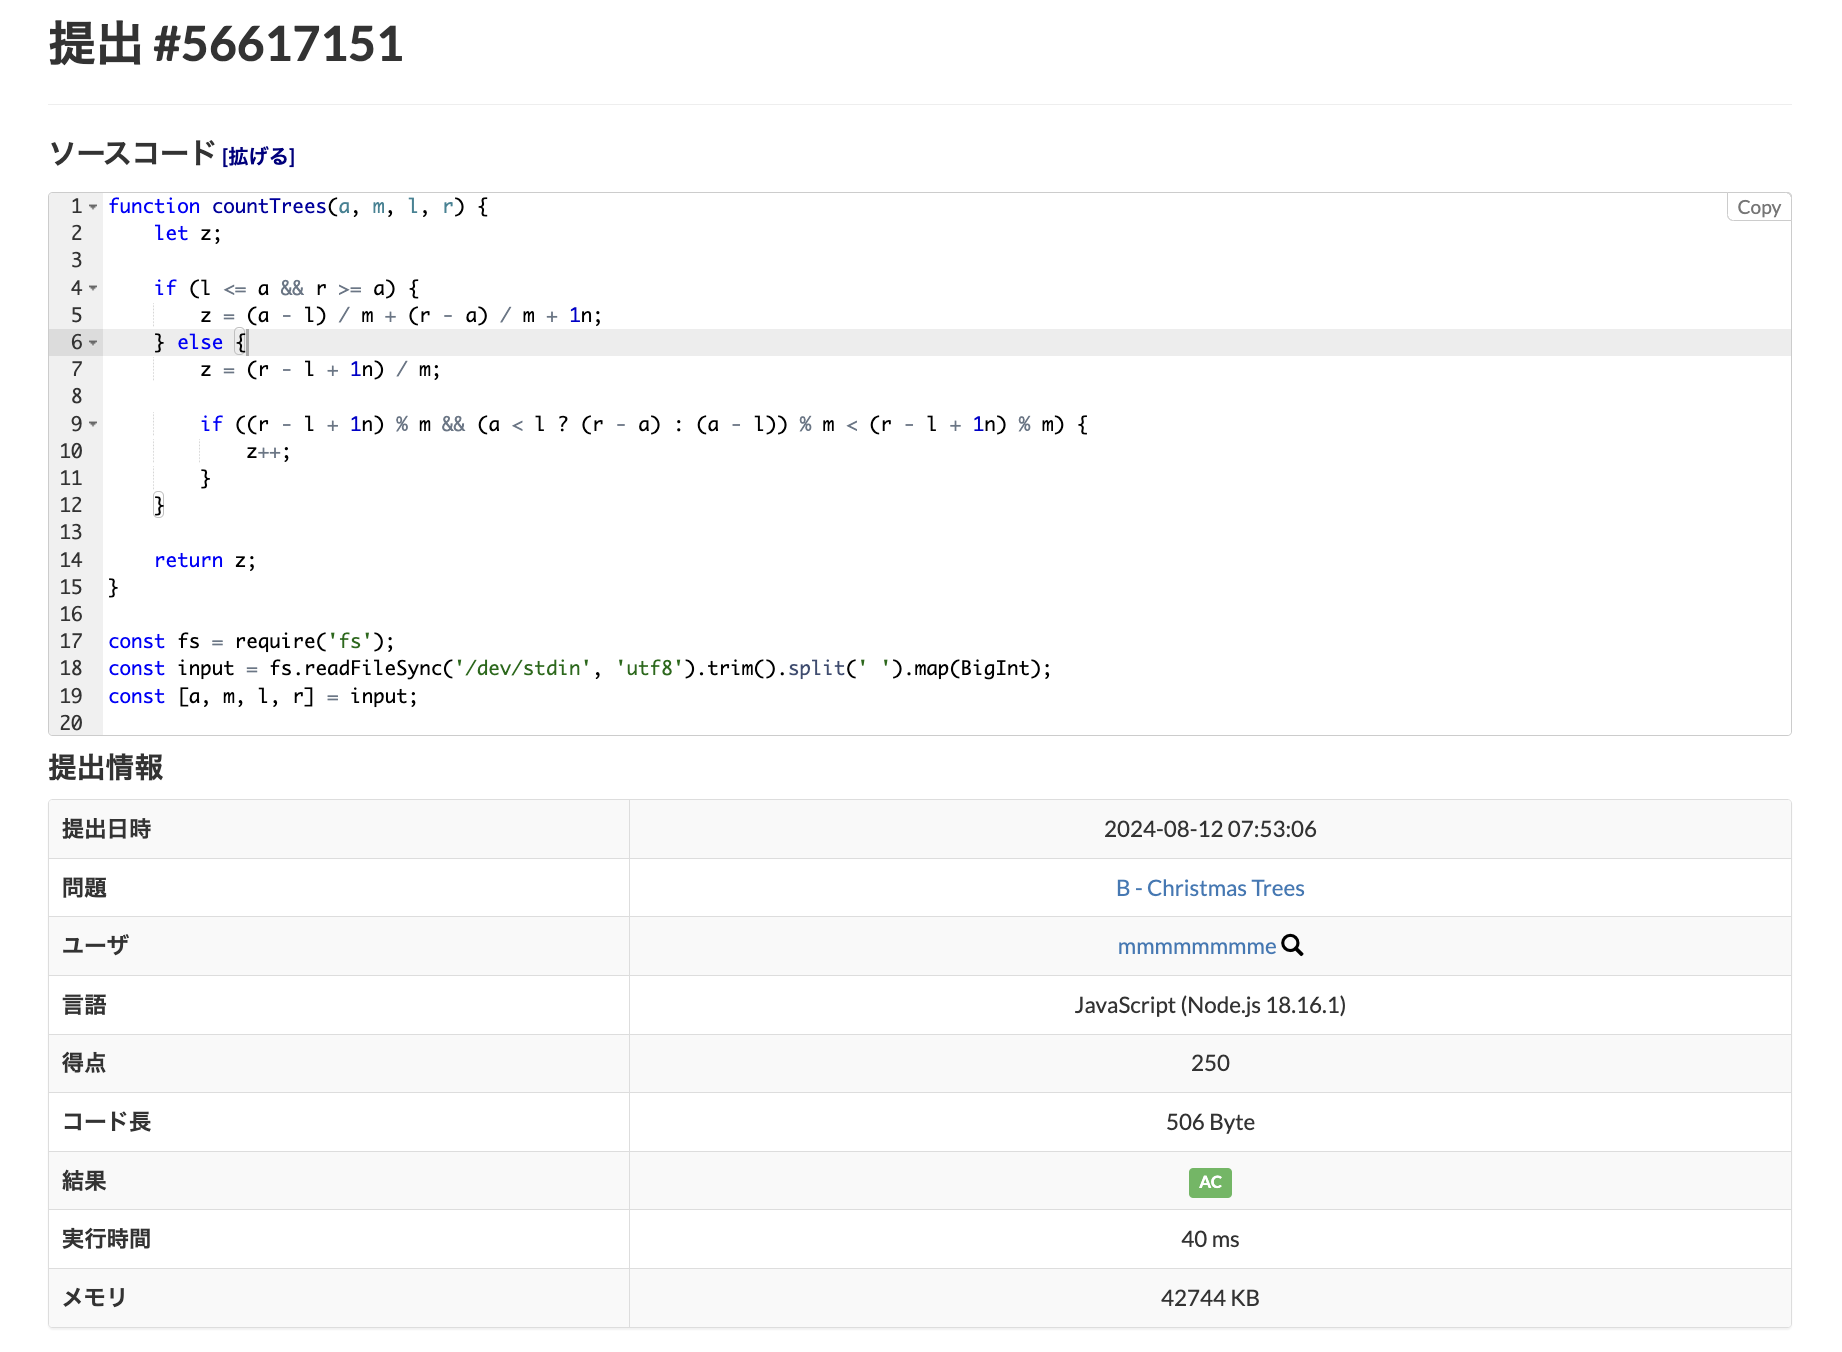 提出 #56617151
ソースコード [拡げる]
Copy
1 function countTrees(a, m, l, r) {
2     let z;
3
4     if (l <= a && r >= a) {
5         z = (a - l) / m + (r - a) / m + 1n;
6     } else {
7         z = (r - l + 1n) / m;
8
9         if ((r - l + 1n) % m && (a < l ? (r - a) : (a - l)) % m < (r - l + 1n) % m) {
10             z++;
11         }
12     }
13
14     return z;
15 }
16
17 const fs = require('fs');
18 const input = fs.readFileSync('/dev/stdin', 'utf8').trim().split(' ').map(BigInt);
19 const [a, m, l, r] = input;
20
提出情報
提出日時 2024-08-12 07:53:06
問題 B - Christmas Trees
ユーザ mmmmmmmme
言語 JavaScript (Node.js 18.16.1)
得点 250
コード長 506 Byte
結果 AC
実行時間 40 ms
メモリ 42744 KB